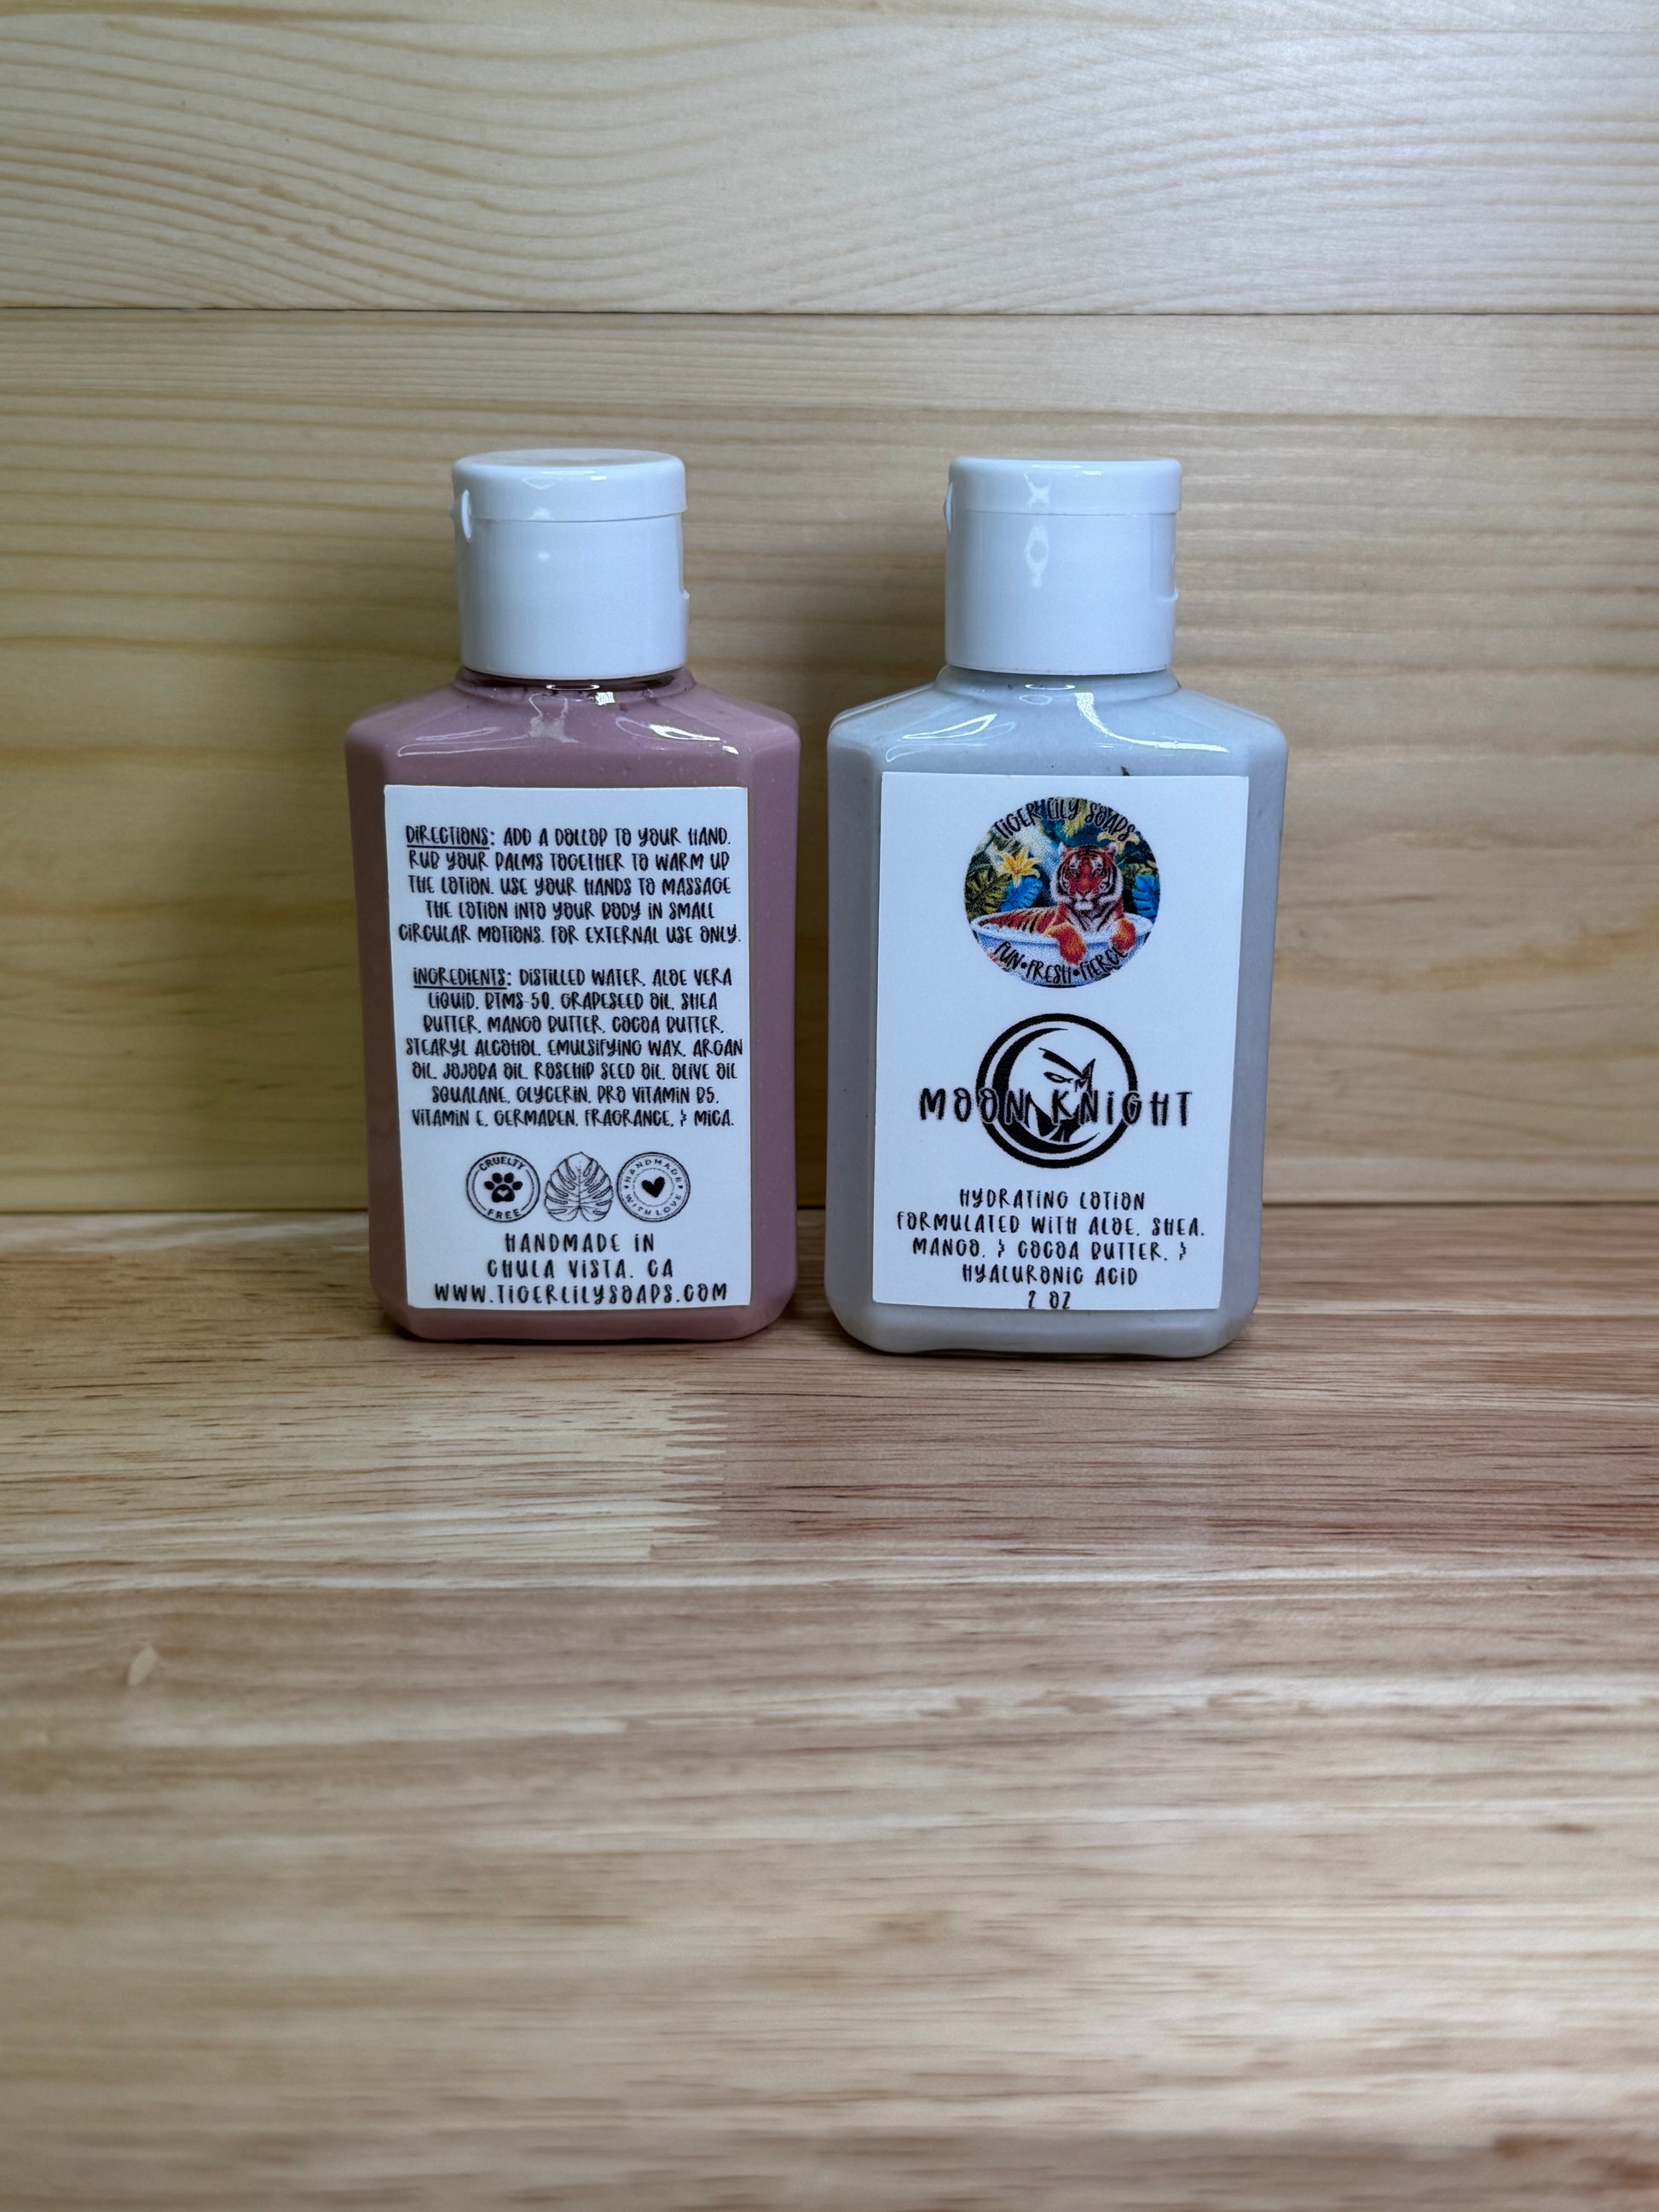 DIRECTIONS: ADD A DOLLOP TO YOUR HAND.
RUB YOUR PALMS TOGETHER TO WARM UP
THE LOTION. USE YOUR HANDS TO MASSAGE
THE LOTION INTO YOUR BODY IN SMALL
CIRCULAR MOTIONS. FOR EXTERNAL USE ONLY.
INGREDIENTS: DISTILLED WATER, ALOE VERA
LIQUID, BTMS-50, GRAPESEED OIL, SHEA
BUTTER, MANGO BUTTER, COCOA BUTTER,
STEARYL ALCOHOL, EMULSIFYING WAX, ARGAN
OIL, JOJOBA OIL, ROSEHIP SEED OIL, OLIVE OIL
SQUALANE, GLYCERIN, PRO VITAMIN B5,
VITAMIN E, GERMABEN, FRAGRANCE, & MICA.
CRUELTY
FREE
HANDMADE
WITH LOVE
HANDMADE IN
CHULA VISTA, CA
WWW.TIGERLILYSOAPS.COM
TIGER LILY SOAPS
FUN•FRESH•FIERCE
MOON KNIGHT
HYDRATING LOTION
FORMULATED WITH ALOE, SHEA,
MANGO, & COCOA BUTTER, &
HYALURONIC ACID
2 OZ